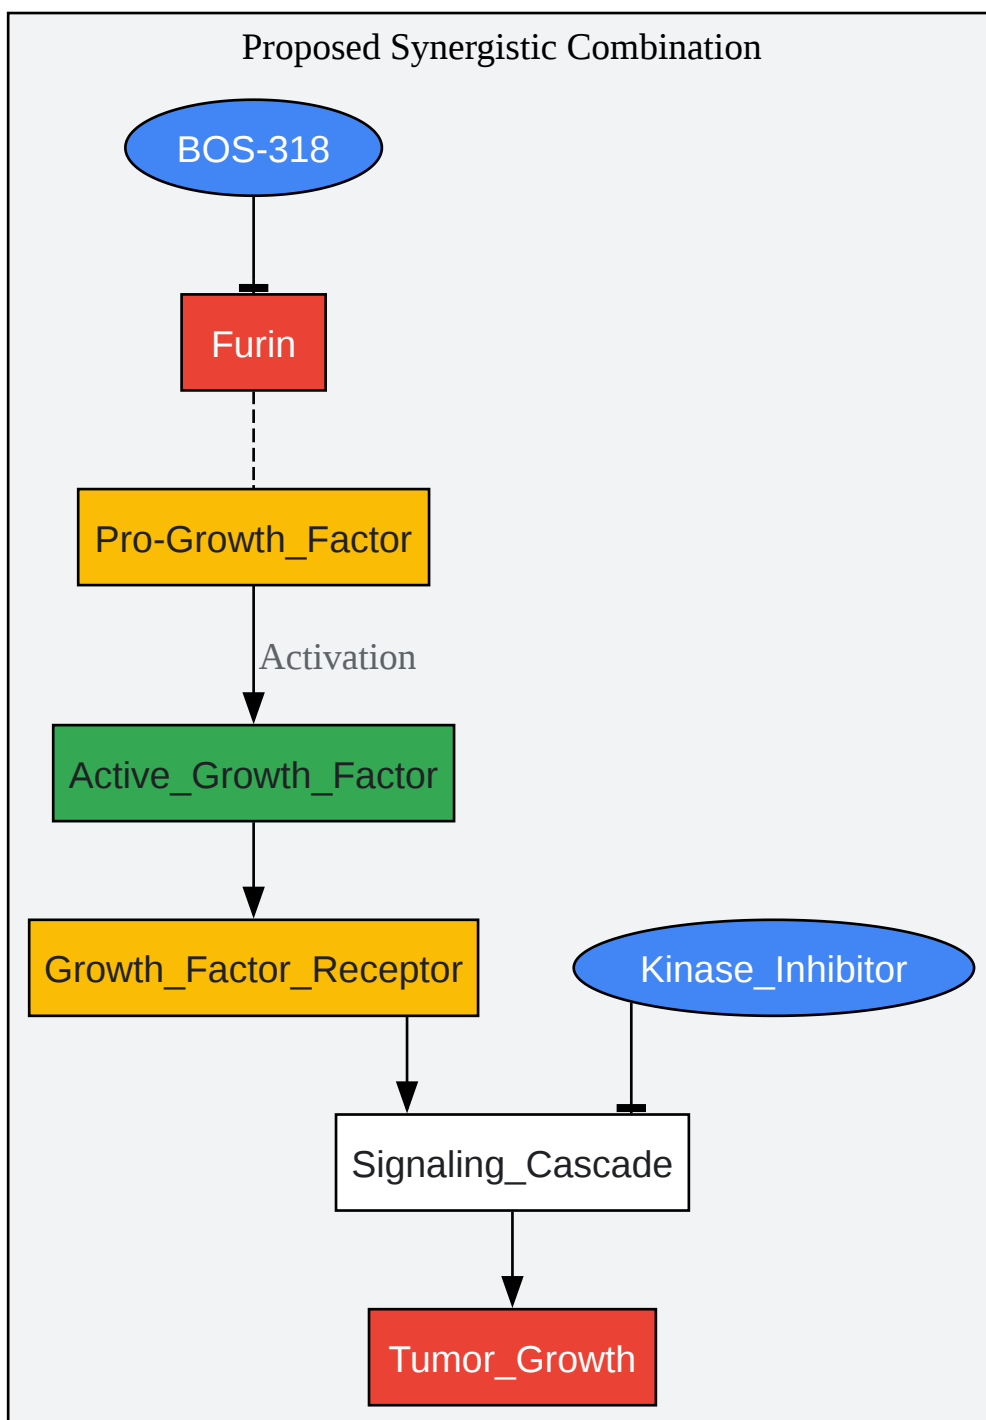 Proposed Synergistic Combination
BOS-318
Furin
Pro-Growth_Factor
Activation
Active_Growth_Factor
Growth_Factor_Receptor
Kinase_Inhibitor
Signaling_Cascade
Tumor_Growth